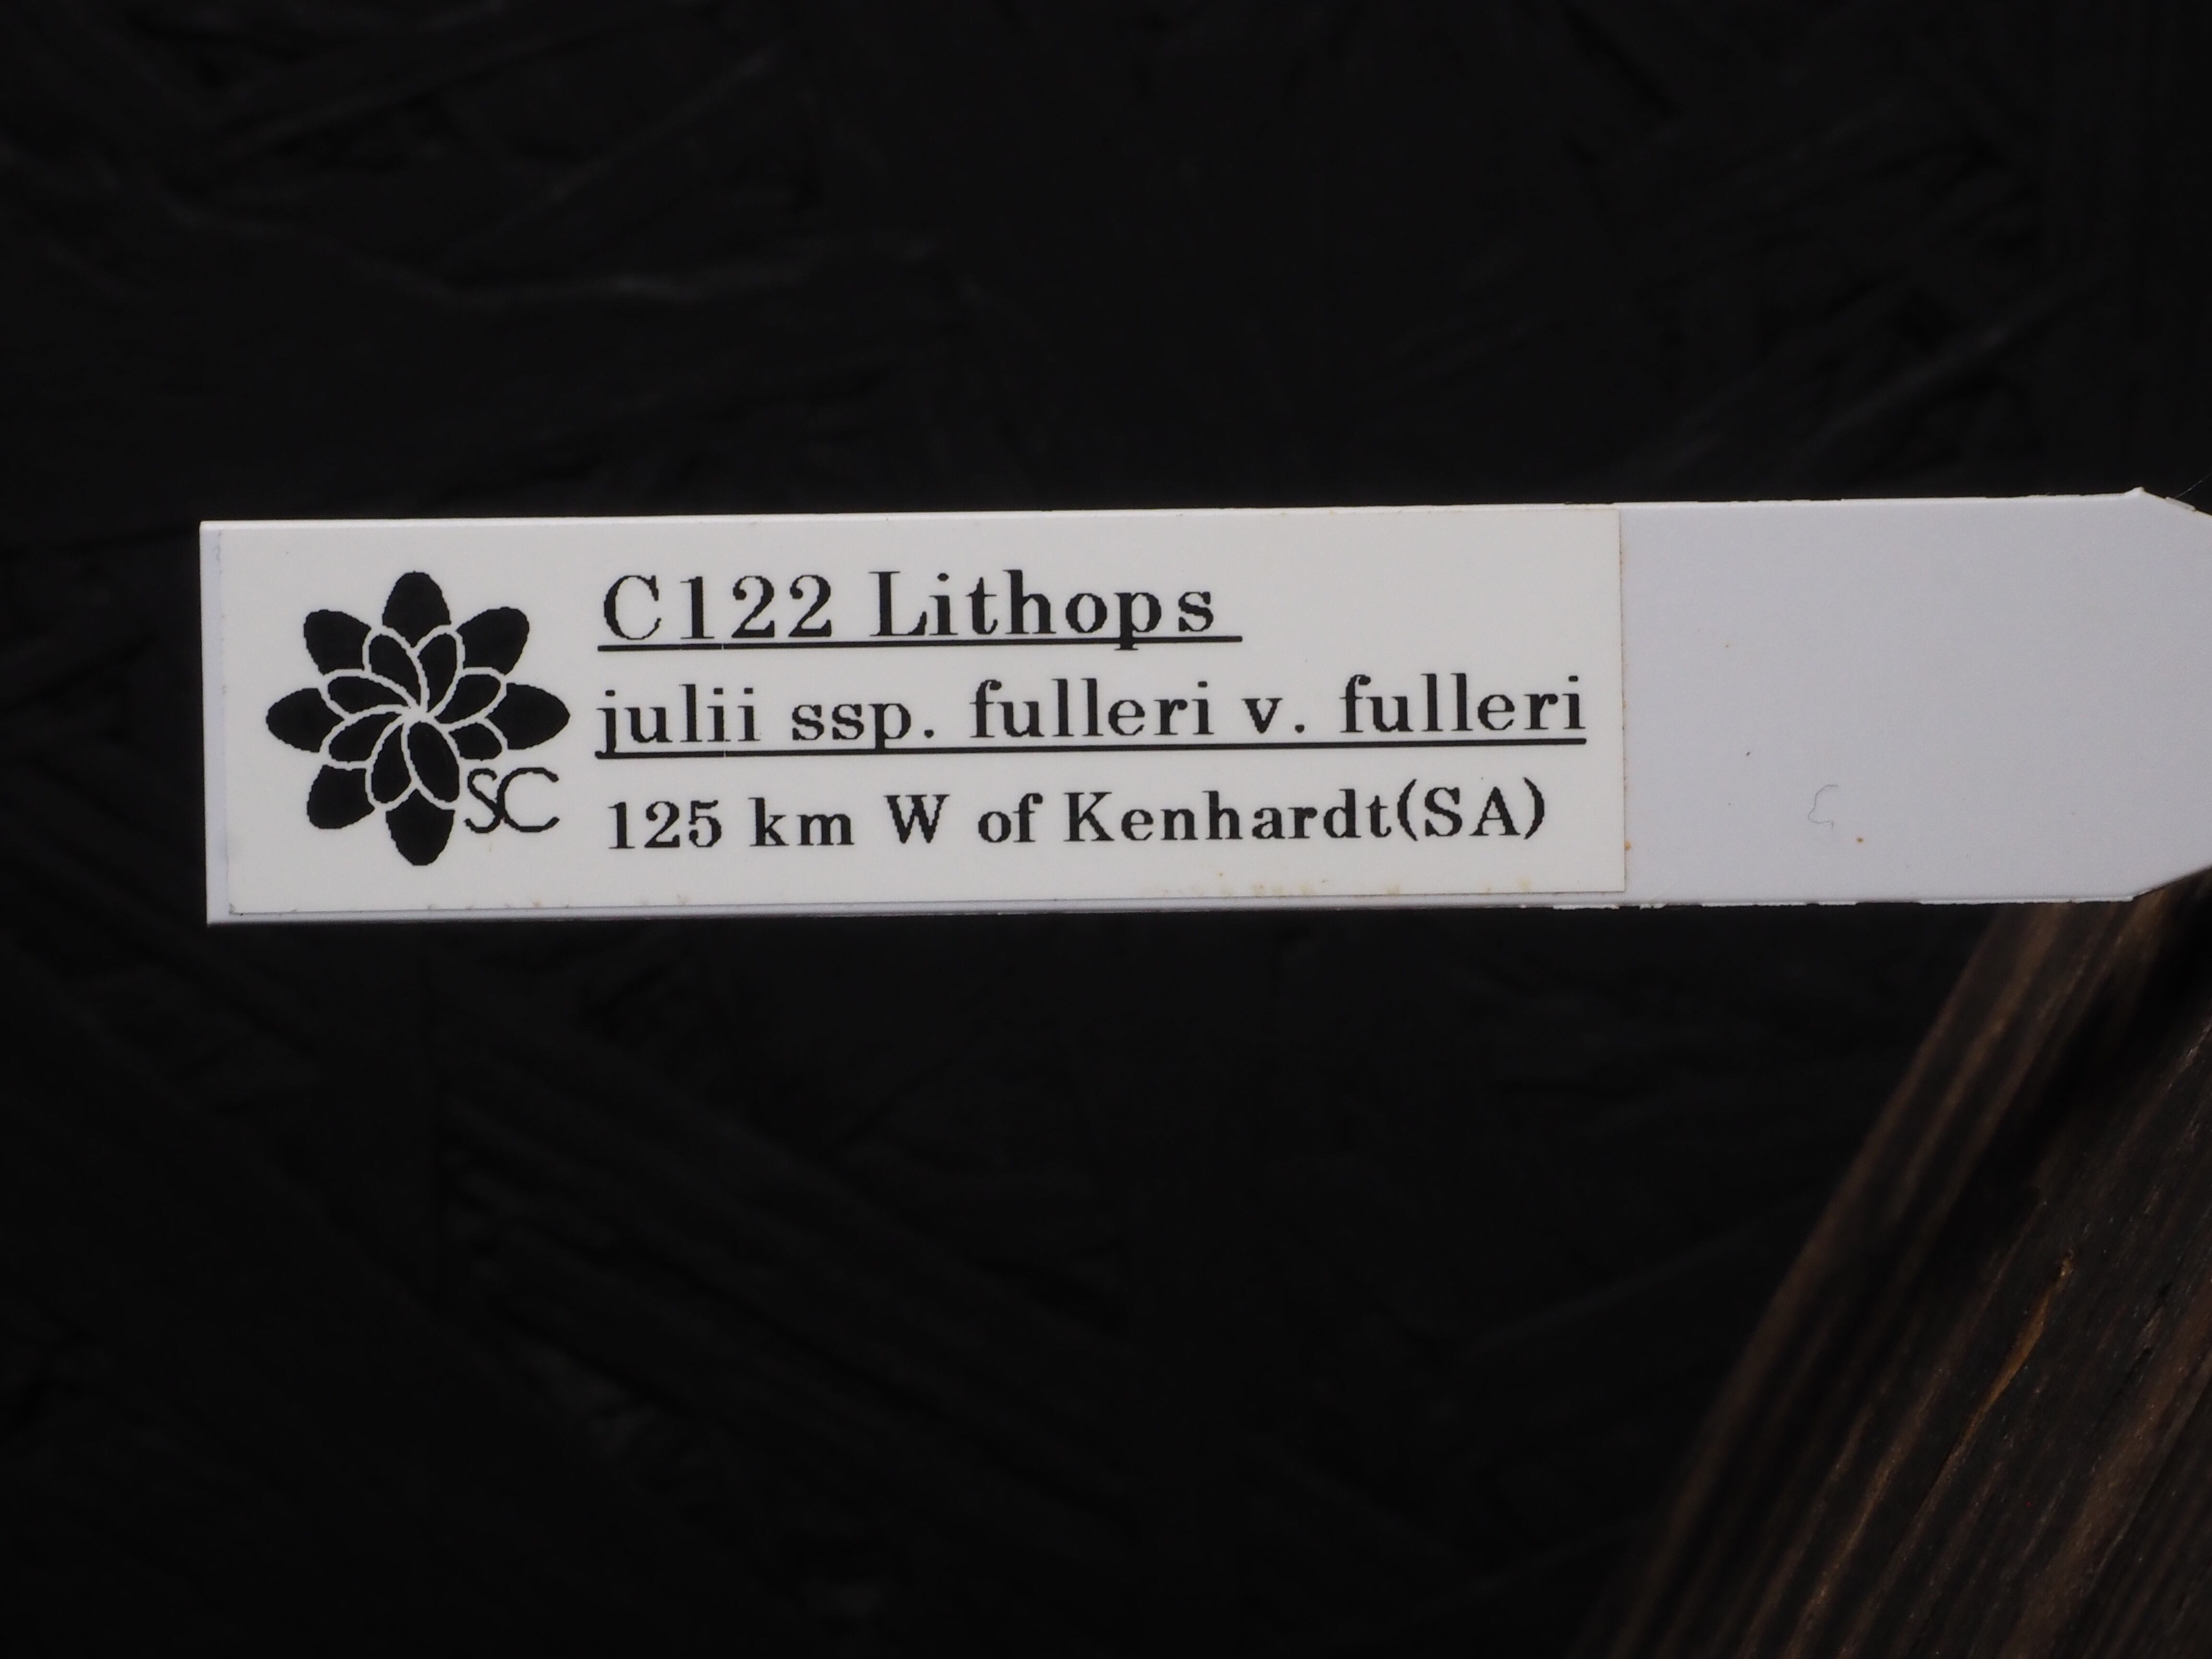 C122 Lithops
julii ssp. fulleri v. fulleri
125 km W of Kenhardt(SA)
SC